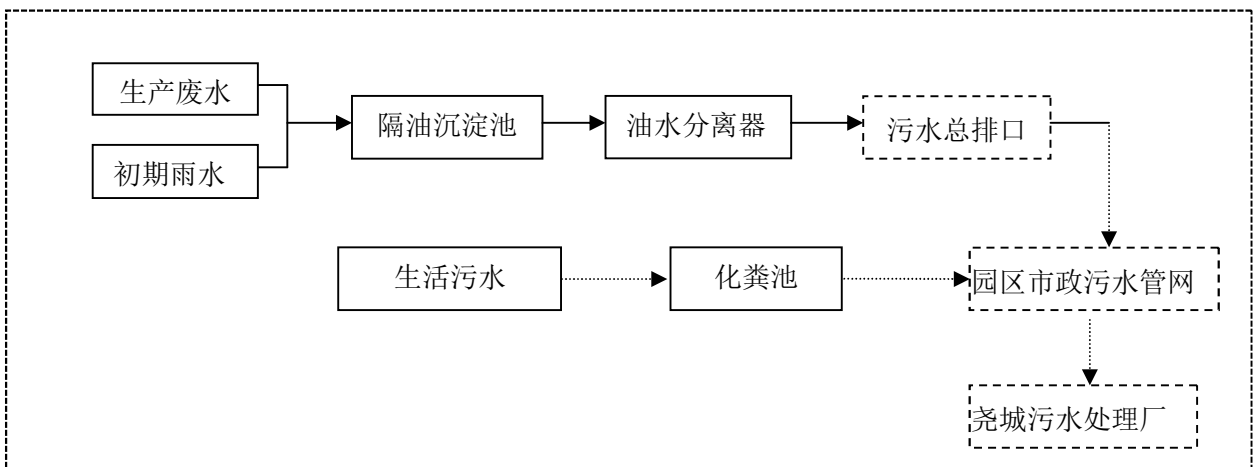 生产废水
初期雨水
隔油沉淀池
油水分离器
污水总排口
生活污水
化粪池
园区市政污水管网
尧城污水处理厂